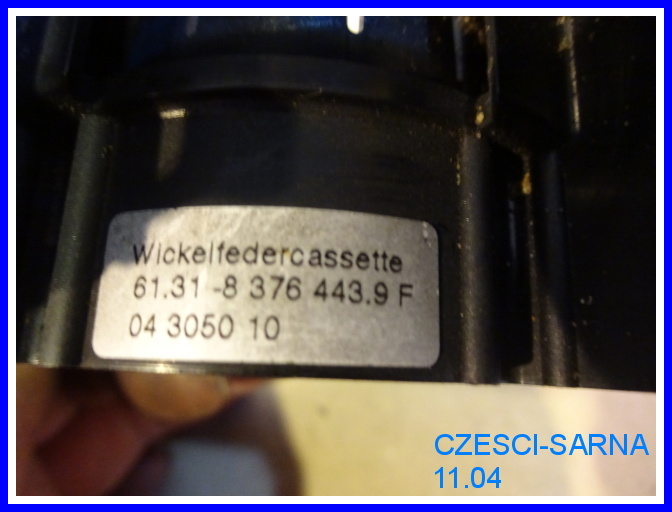 Wickelfedercassette
61.31 -8 376 443.9 F
04 3050 10
CZESCI-SARNA
11.04